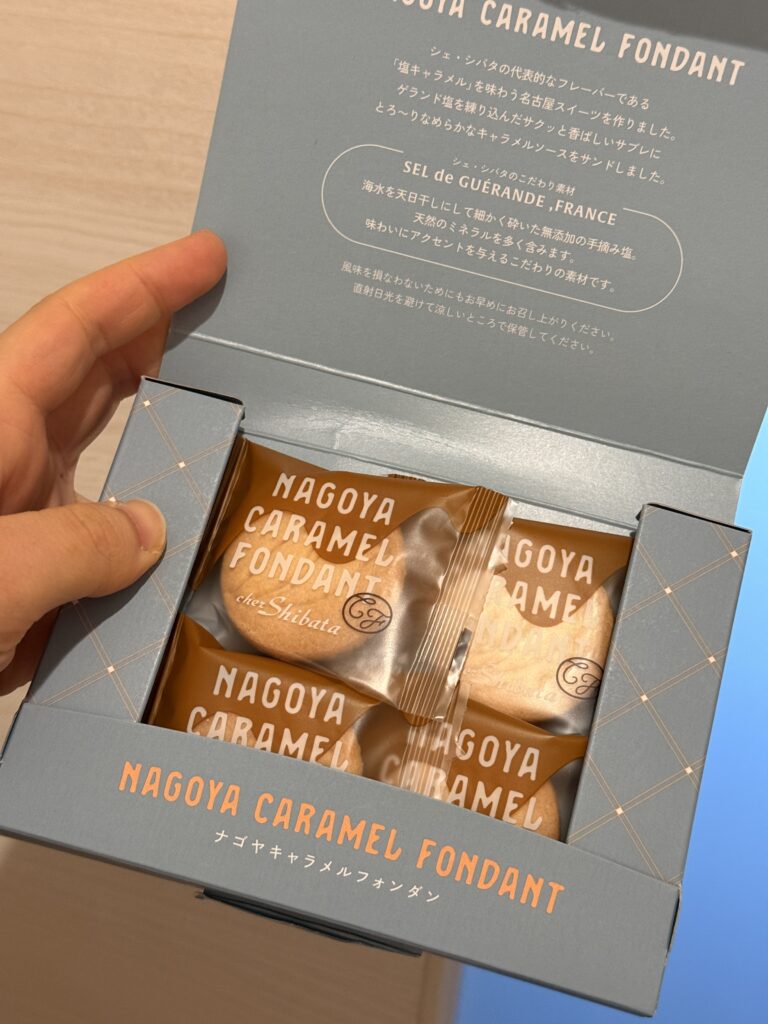 NAGOYA CARAMEL FONDANT
シェ・シバタの代表的なフレーバーである
「塩キャラメル」を味わう名古屋スイーツを作りました。
ゲランド塩を練り込んだサクッと香ばしいサブレに
とろ〜りなめらかなキャラメルソースをサンドしました。
シェ・シバタのこだわり素材
SEL de GUÉRANDE ,FRANCE
海水を天日干しにして細かく砕いた無添加の手摘み塩。
天然のミネラルを多く含みます。
味わいにアクセントを与えるこだわりの素材です。
風味を損なわないためにもお早めにお召し上がりください。
直射日光を避けて涼しいところで保管してください。
NAGOYA
CARAMEL
FONDANT
chez Shibata
CF
NAGOYA
RAMEL
NDANT
Shibata
CF
NAGOYA
CARAMEL
NAGOYA
CARAMEL
NAGOYA CARAMEL FONDANT
ナゴヤキャラメルフォンダン